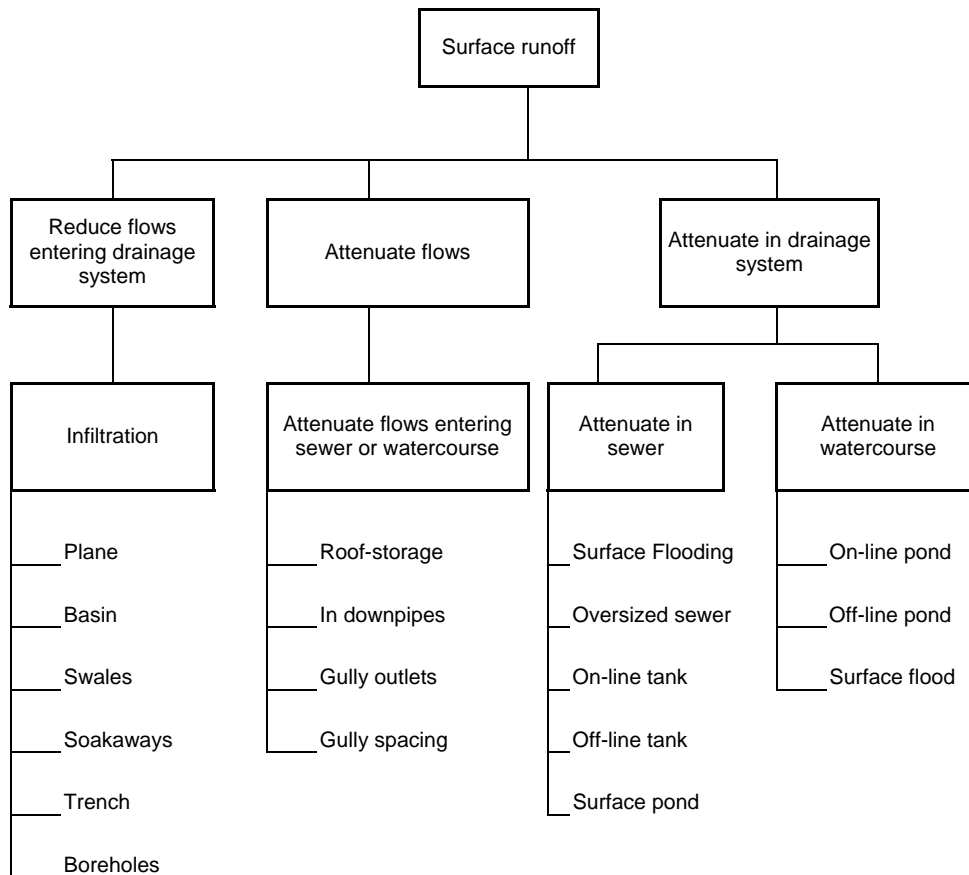 Surface runoff
Reduce flows
entering drainage
system
Attenuate flows
Attenuate in drainage
system
Infiltration
Attenuate flows entering
sewer or watercourse
Attenuate in
sewer
Attenuate in
watercourse
Plane
Basin
Swales
Soakaways
Trench
Boreholes
Roof-storage
In downpipes
Gully outlets
Gully spacing
Surface Flooding
Oversized sewer
On-line tank
Off-line tank
Surface pond
On-line pond
Off-line pond
Surface flood